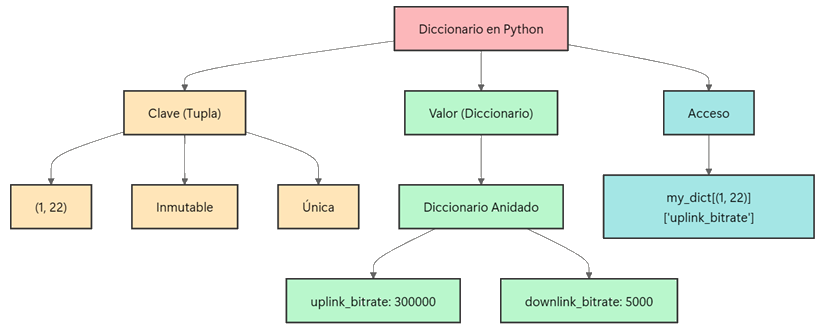 Diccionario en Python
Clave (Tupla)
Valor (Diccionario)
Acceso
(1, 22)
Inmutable
Única
Diccionario Anidado
my_dict[(1, 22)]
['uplink_bitrate']
uplink_bitrate: 300000
downlink_bitrate: 5000